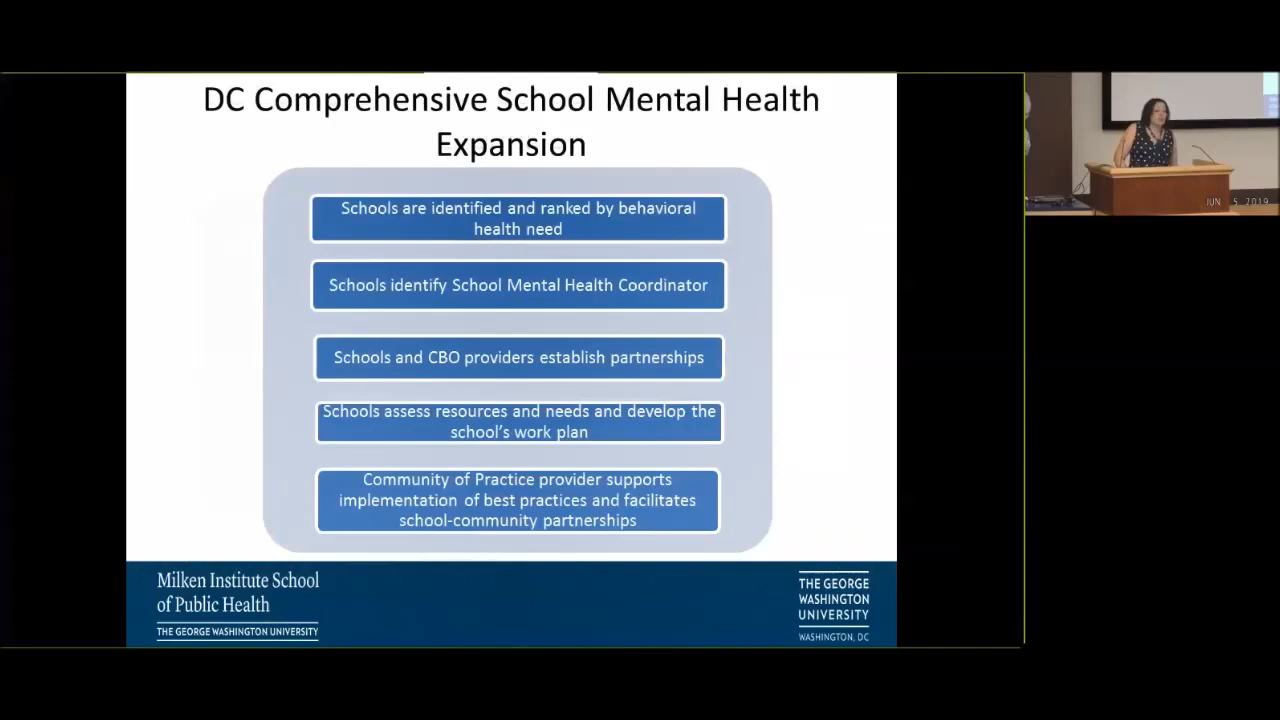 DC Comprehensive School Mental Health
Expansion
Schools are identified and ranked by behavioral
health need
Schools identify School Mental Health Coordinator
Schools and CBO providers establish partnerships
Schools assess resources and needs and develop the
school's work plan
Community of Practice provider supports
implementation of best practices and facilitates
school-community partnerships
Milken Institute School
of Public Health
THE GEORGE WASHINGTON UNIVERSITY
THE GEORGE
WASHINGTON
UNIVERSITY
WASHINGTON, DC
JUN 5, 2019